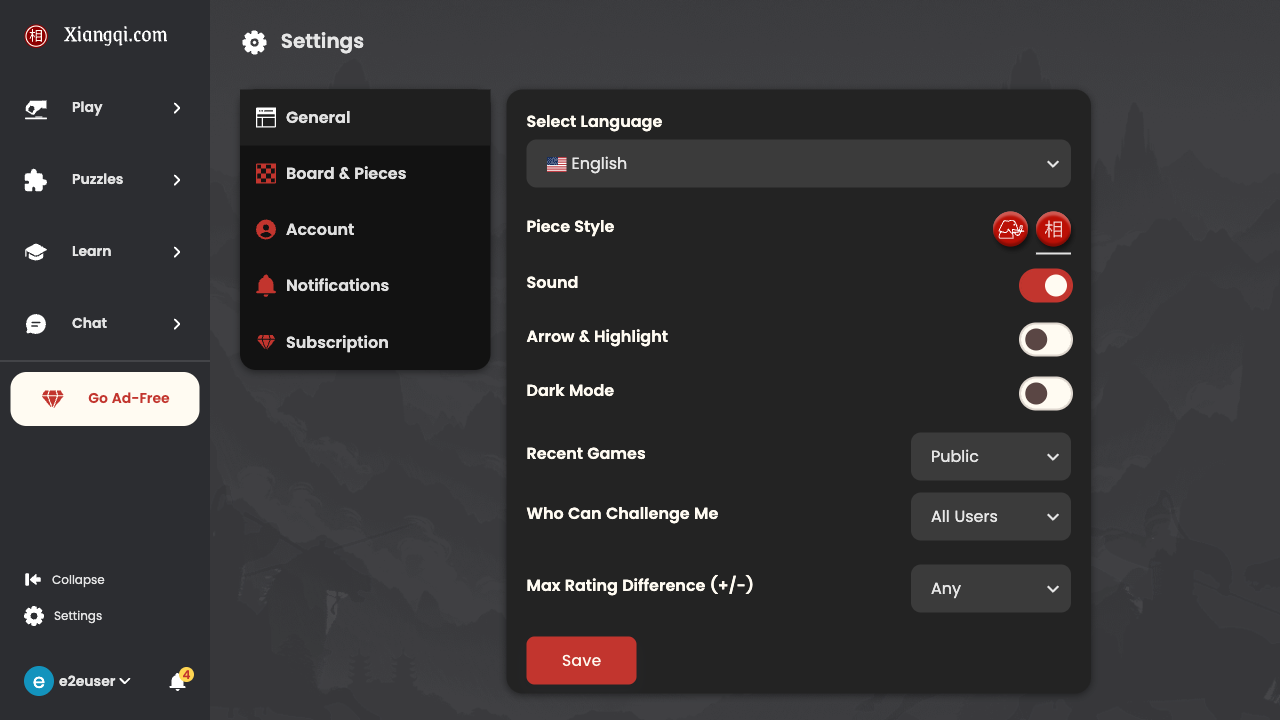 相 Xiangqi.com
Play
Puzzles
Learn
Chat
Go Ad-Free
Collapse
Settings
e e2euser
4
Settings
General
Board & Pieces
Account
Notifications
Subscription
Select Language
English
Piece Style
相
Sound
Arrow & Highlight
Dark Mode
Recent Games
Public
Who Can Challenge Me
All Users
Max Rating Difference (+/-)
Any
Save